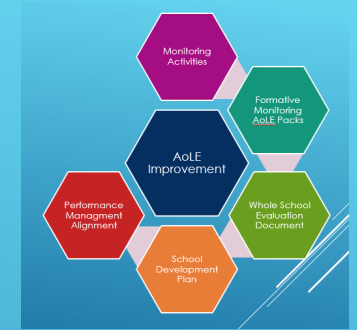 Monitoring
Activities
Formative
Monitoring
AoLE Packs
AoLE
Improvement
Performance
Managment
Alignment
Whole School
Evaluation
Document
School
Development
Plan